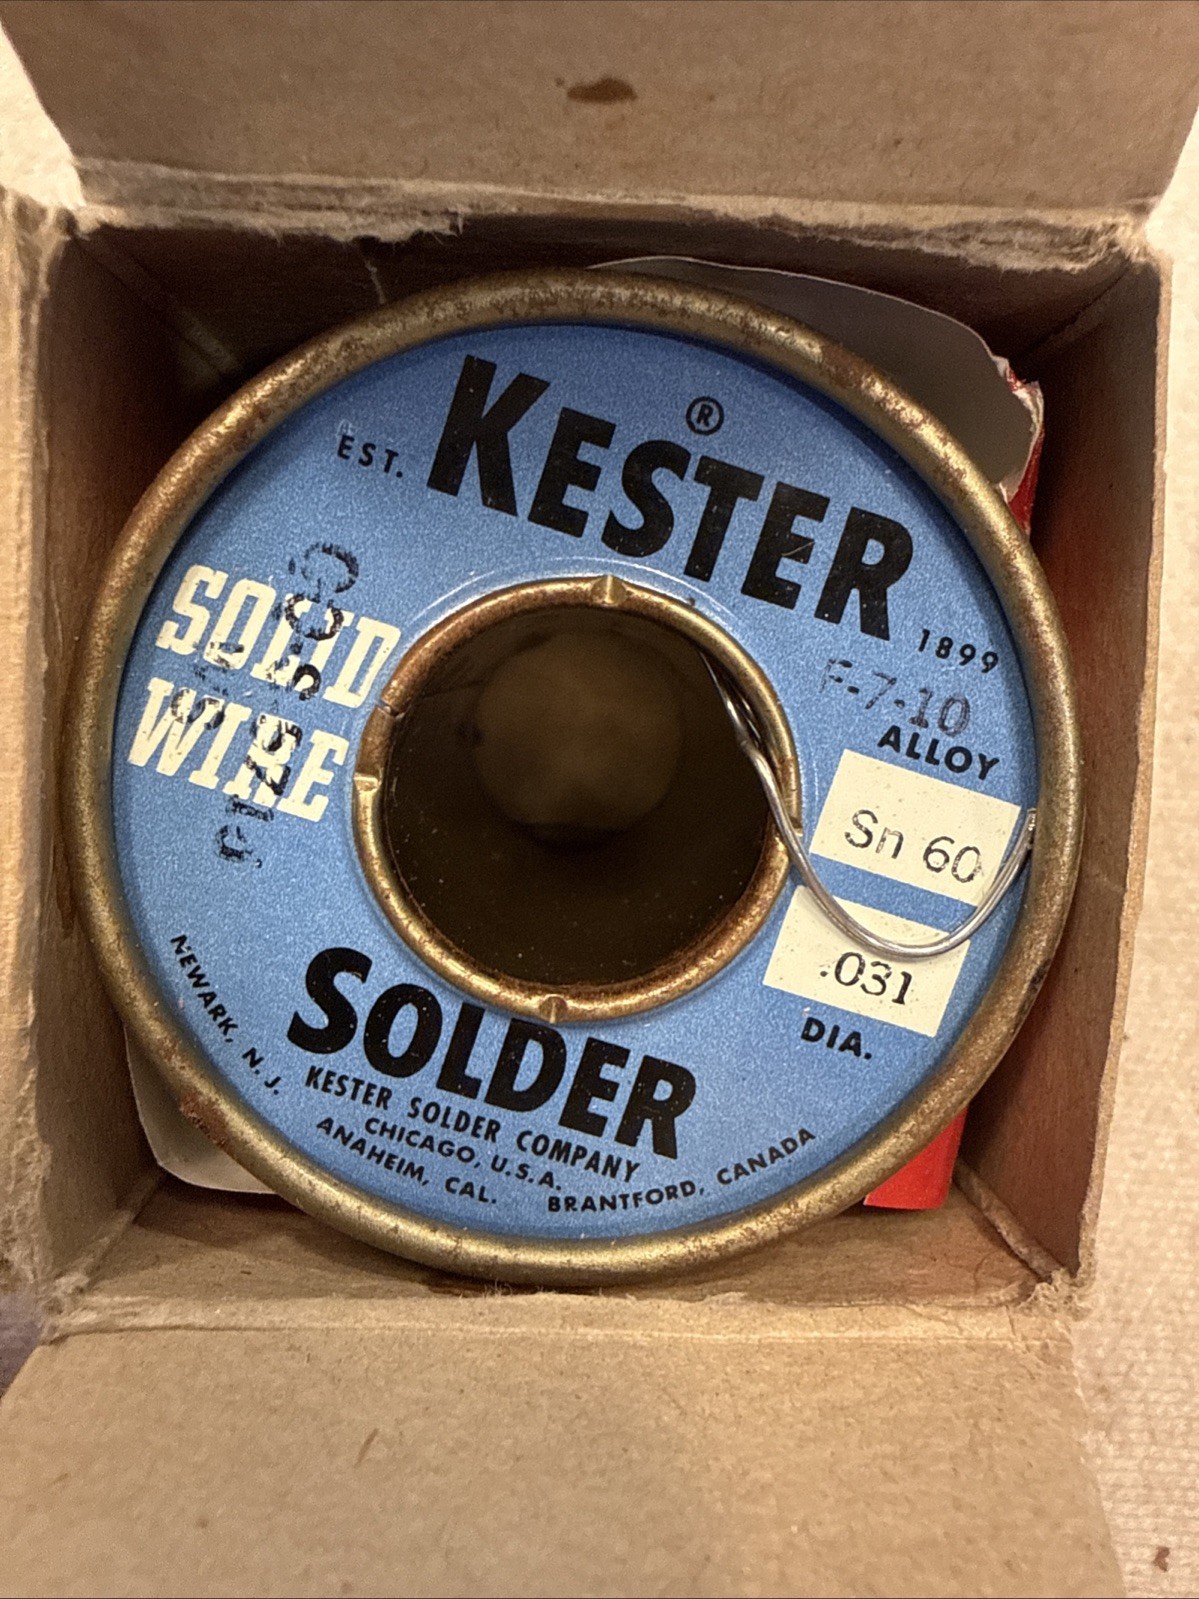 KESTER®
EST.
1899
SOLID
WIRE
F-7-10
ALLOY
Sn 60
.031
DIA.
SOLDER
KESTER SOLDER COMPANY
CHICAGO, U.S.A.
NEWARK, N. J.
ANAHEIM, CAL.
BRANTFORD, CANADA